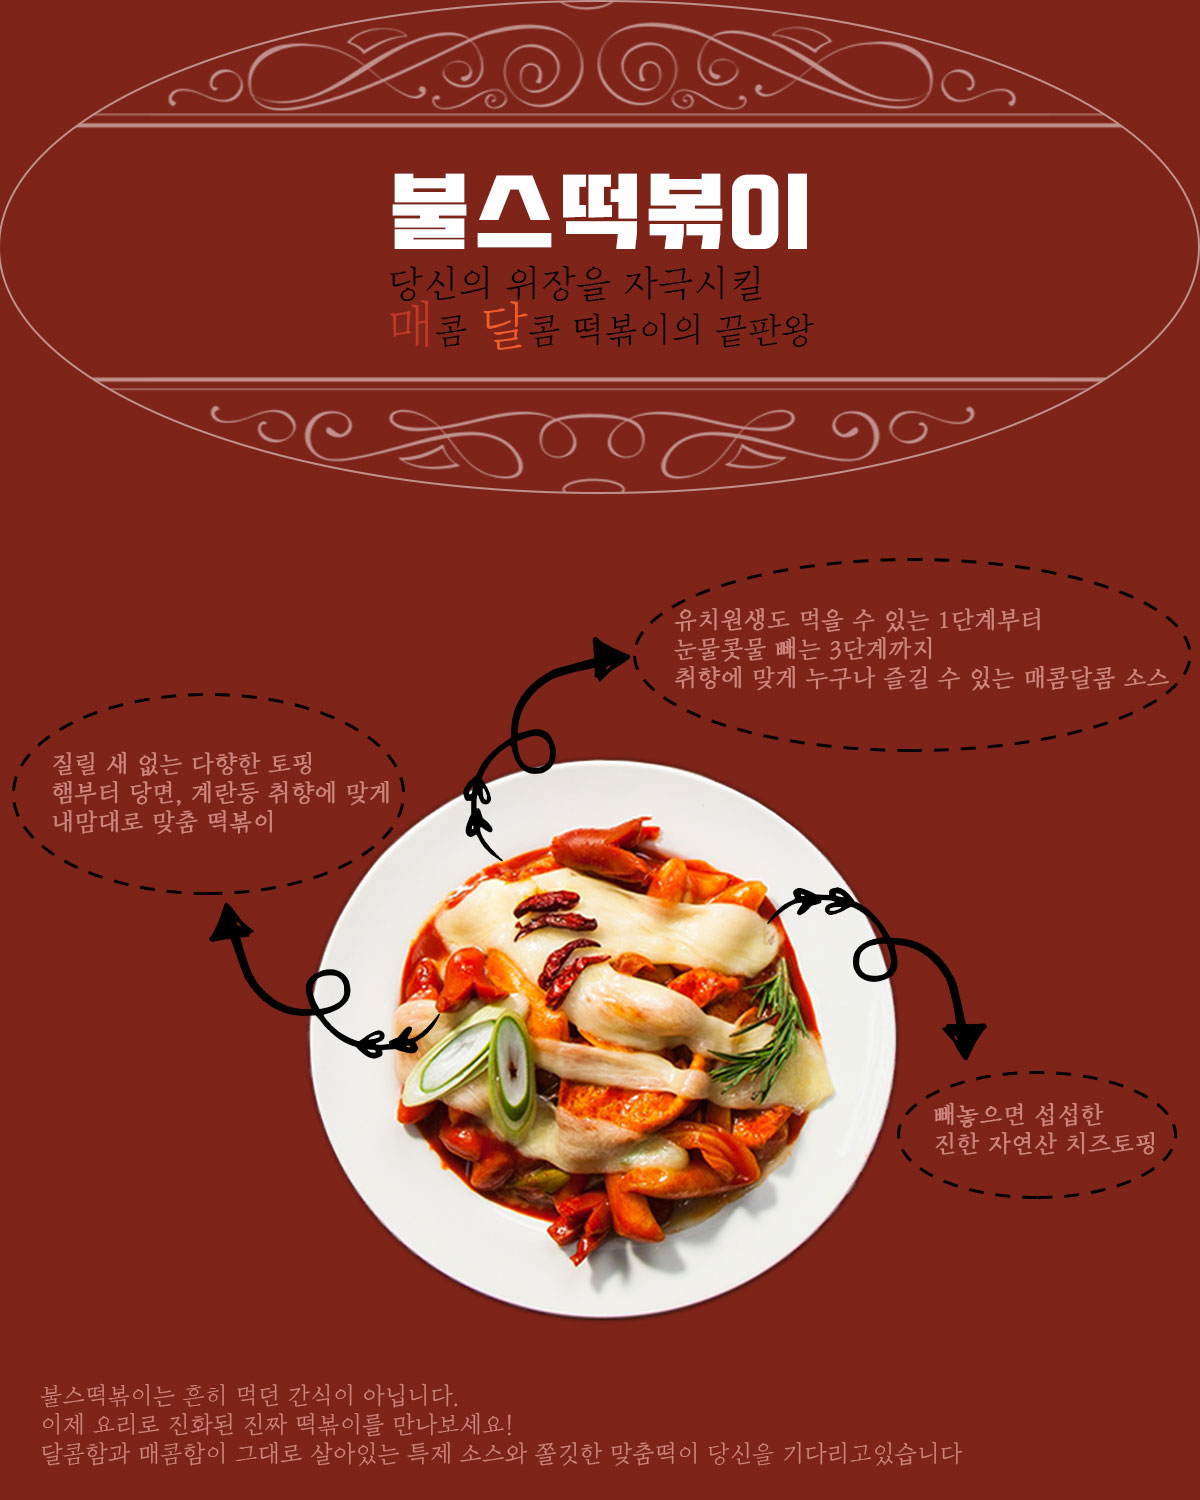 불스떡볶이
당신의 위장을 자극시킬
매콤 달콤 떡볶이의 끝판왕
유치원생도 먹을 수 있는 1단계부터
눈물콧물 빼는 3단계까지
취향에 맞게 누구나 즐길 수 있는 매콤달콤 소스
질릴 새 없는 다향한 토핑
햄부터 당면, 계란등 취향에 맞게
내맘대로 맞춤 떡볶이
빼놓으면 섭섭한
진한 자연산 치즈토핑
불스떡볶이는 흔히 먹던 간식이 아닙니다.
이제 요리로 진화된 진짜 떡볶이를 만나보세요!
달콤함과 매콤함이 그대로 살아있는 특제 소스와 쫄깃한 맞춤떡이 당신을 기다리고있습니다